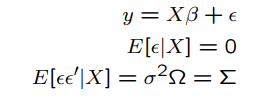 y = Xβ + ϵ
E[ϵ|X] = 0
E[ϵϵ′|X] = σ²Ω = Σ